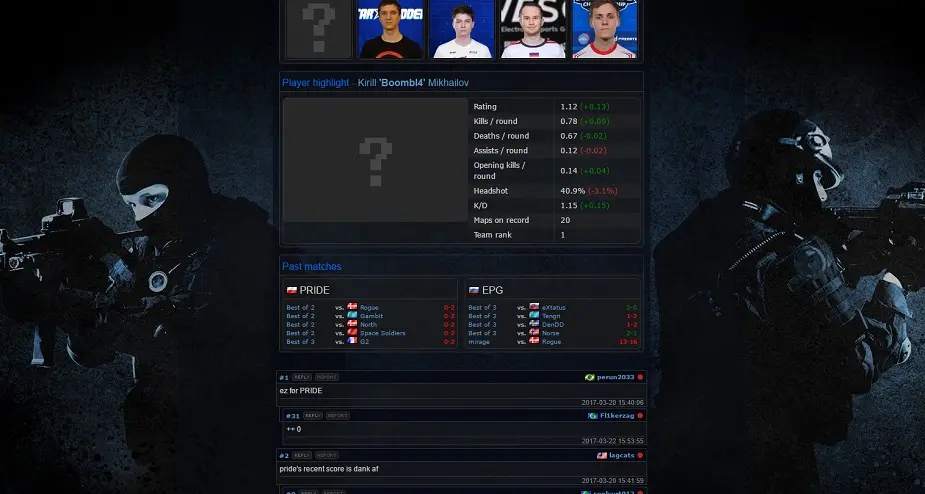 Player highlight - Kirill 'Boombl4' Mikhailov
Rating 1.12 (+0.13)
Kills / round 0.78 (+0.09)
Deaths / round 0.67 (-0.02)
Assists / round 0.12 (-0.02)
Opening kills / round 0.14 (+0.04)
Headshot 40.9% (-3.1%)
K/D 1.15 (+0.15)
Maps on record 20
Team rank 1
Past matches
PRIDE
Best of 2 vs. Rogue 0-2
Best of 2 vs. Gambit 0-2
Best of 2 vs. North 0-2
Best of 2 vs. Space Soldiers 0-2
Best of 3 vs. G2 0-2
EPG
Best of 3 vs. eXtatus
Best of 3 vs. Tengri 1-2
Best of 3 vs. DenDD 1-2
Best of 3 vs. Norse 2-1
mirage vs. Rogue 13-16
#1 REPLY REPORT perun2033
ez for PRIDE
2017-03-20 15:40:06
#31 REPLY REPORT Fl1kerzag
++ 0
2017-03-22 15:53:55
#2 REPLY REPORT lagcats
pride's recent score is dank af
2017-03-20 15:41:59